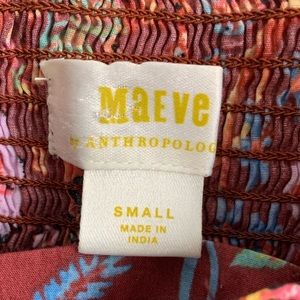 MAEVE
BY ANTHROPOLOG
SMALL
MADE IN
INDIA